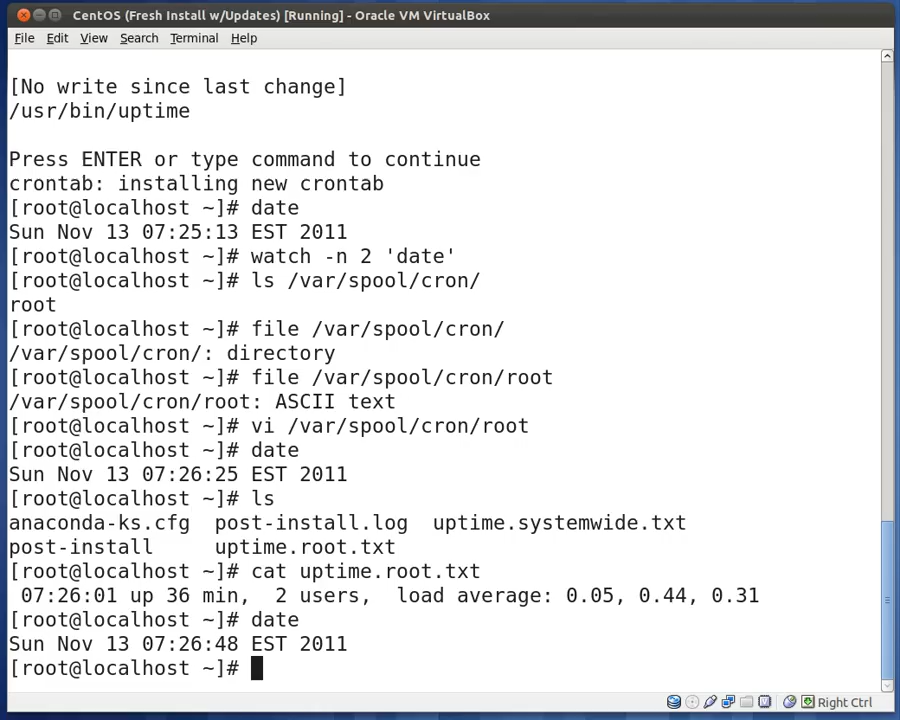 CentOS (Fresh Install w/Updates) [Running] - Oracle VM VirtualBox
File Edit View Search Terminal Help
[No write since last change]
/usr/bin/uptime
Press ENTER or type command to continue
crontab: installing new crontab
[root@localhost ~]# date
Sun Nov 13 07:25:13 EST 2011
[root@localhost ~]# watch -n 2 'date'
[root@localhost ~]# ls /var/spool/cron/
root
[root@localhost ~]# file /var/spool/cron/
/var/spool/cron/: directory
[root@localhost ~]# file /var/spool/cron/root
/var/spool/cron/root: ASCII text
[root@localhost ~]# vi /var/spool/cron/root
[root@localhost ~]# date
Sun Nov 13 07:26:25 EST 2011
[root@localhost ~]# ls
anaconda-ks.cfg  post-install.log  uptime.systemwide.txt
post-install     uptime.root.txt
[root@localhost ~]# cat uptime.root.txt
 07:26:01 up 36 min,  2 users,  load average: 0.05, 0.44, 0.31
[root@localhost ~]# date
Sun Nov 13 07:26:48 EST 2011
[root@localhost ~]#
Right Ctrl